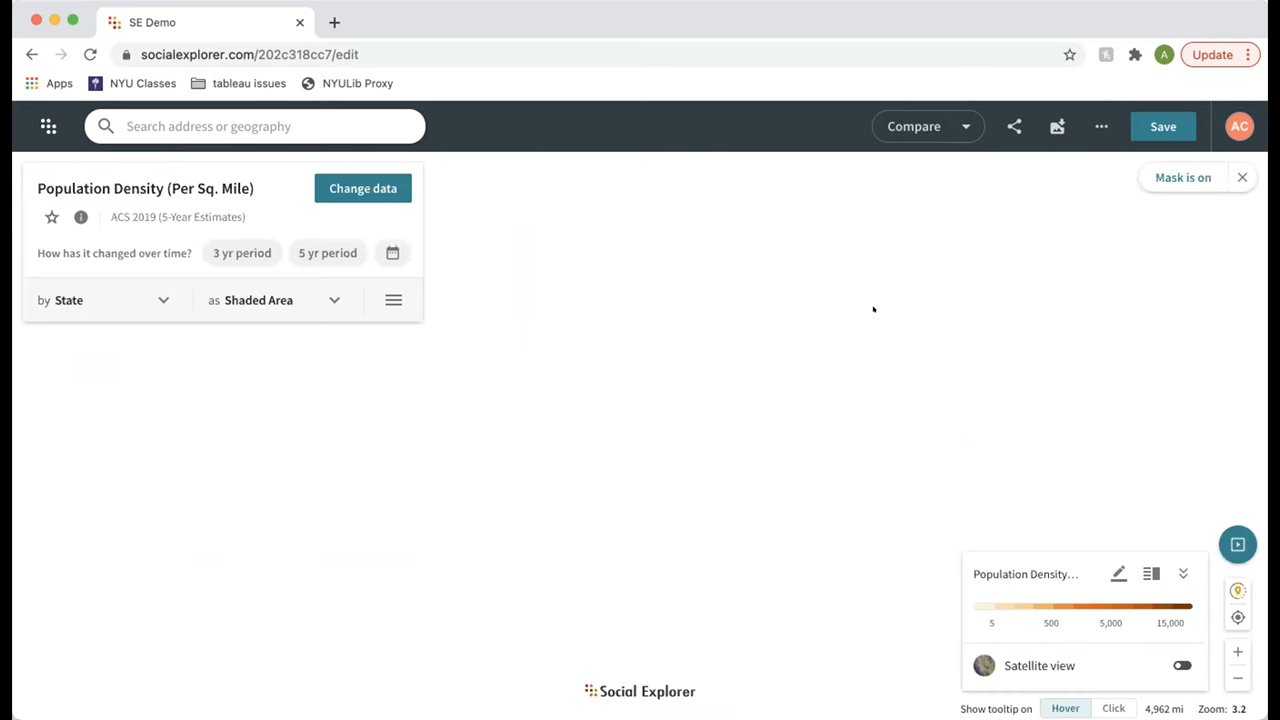 SE Demo
socialexplorer.com/202c318cc7/edit
A
Update
Apps
NYU Classes
tableau issues
NYULib Proxy
Search address or geography
Compare
Save
AC
Population Density (Per Sq. Mile)
Change data
Mask is on
ACS 2019 (5-Year Estimates)
How has it changed over time?
3 yr period
5 yr period
by State
as Shaded Area
Population Density...
5
500
5,000
15,000
Satellite view
Social Explorer
Show tooltip on
Hover
Click
4,962 mi
Zoom: 3.2